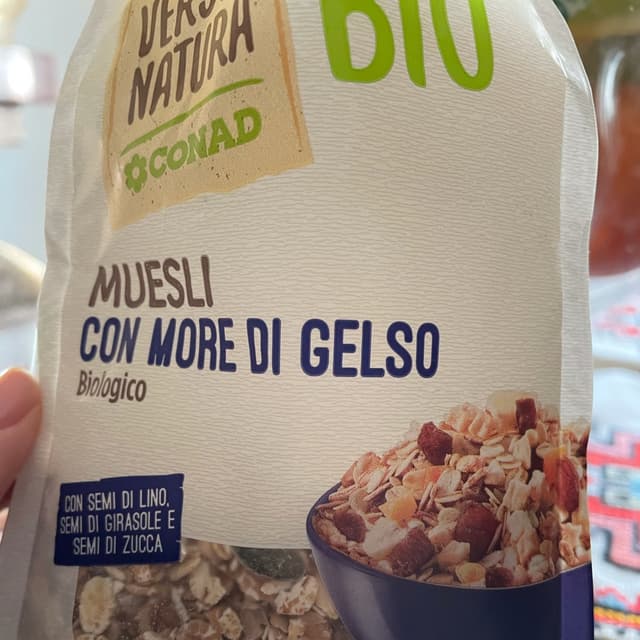 VERSO
NATURA
BIO
CONAD
MUESLI
CON MORE DI GELSO
Biologico
CON SEMI DI LINO,
SEMI DI GIRASOLE E
SEMI DI ZUCCA